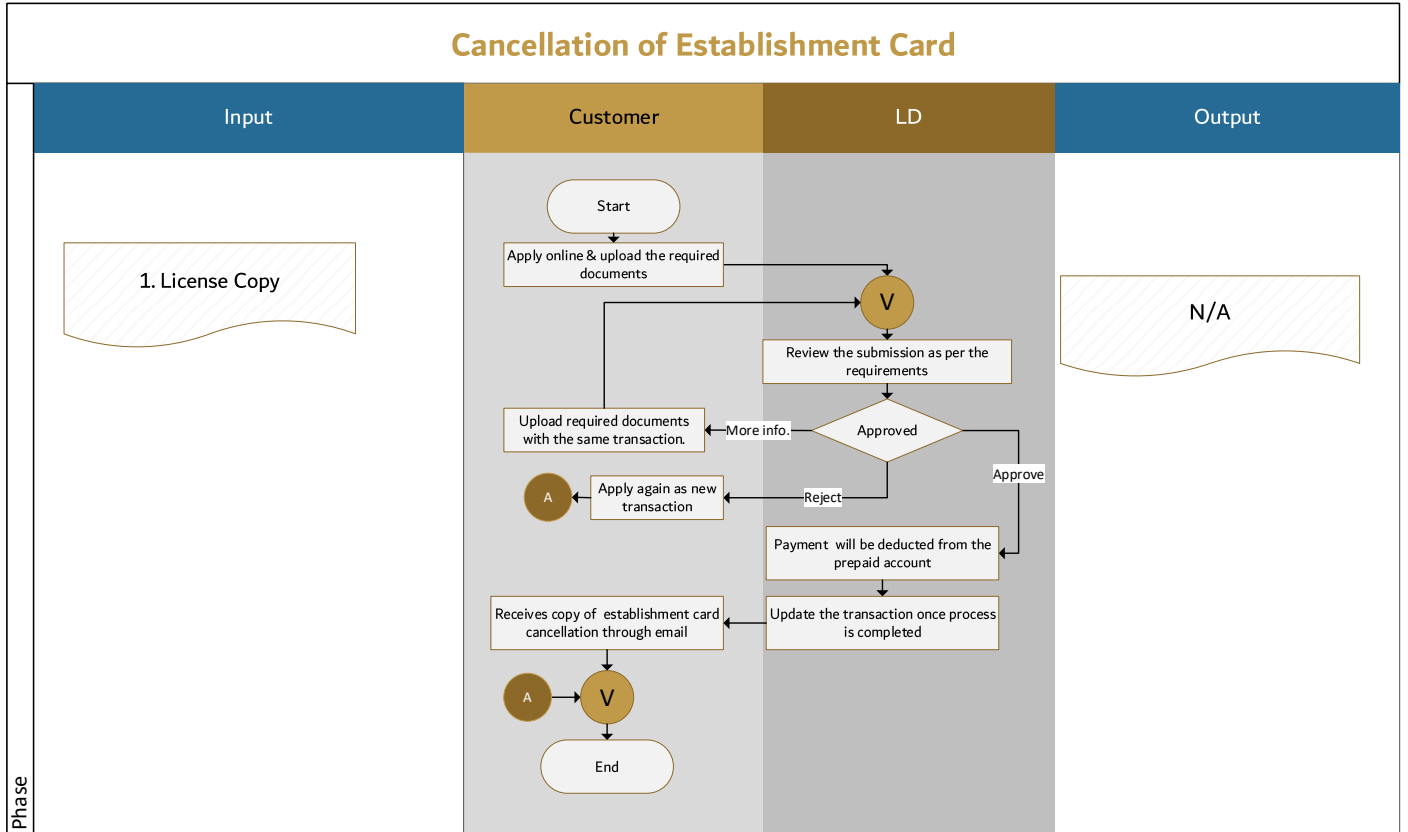 Cancellation of Establishment Card
Input
Customer
LD
Output
Start
1. License Copy
Apply online & upload the required
documents
V
N/A
Review the submission as per the
requirements
Upload required documents
with the same transaction.
More info.
Approved
Approve
A
Apply again as new
transaction
Reject
Payment will be deducted from the
prepaid account
Receives copy of establishment card
cancellation through email
Update the transaction once process
is completed
A
V
End
Phase